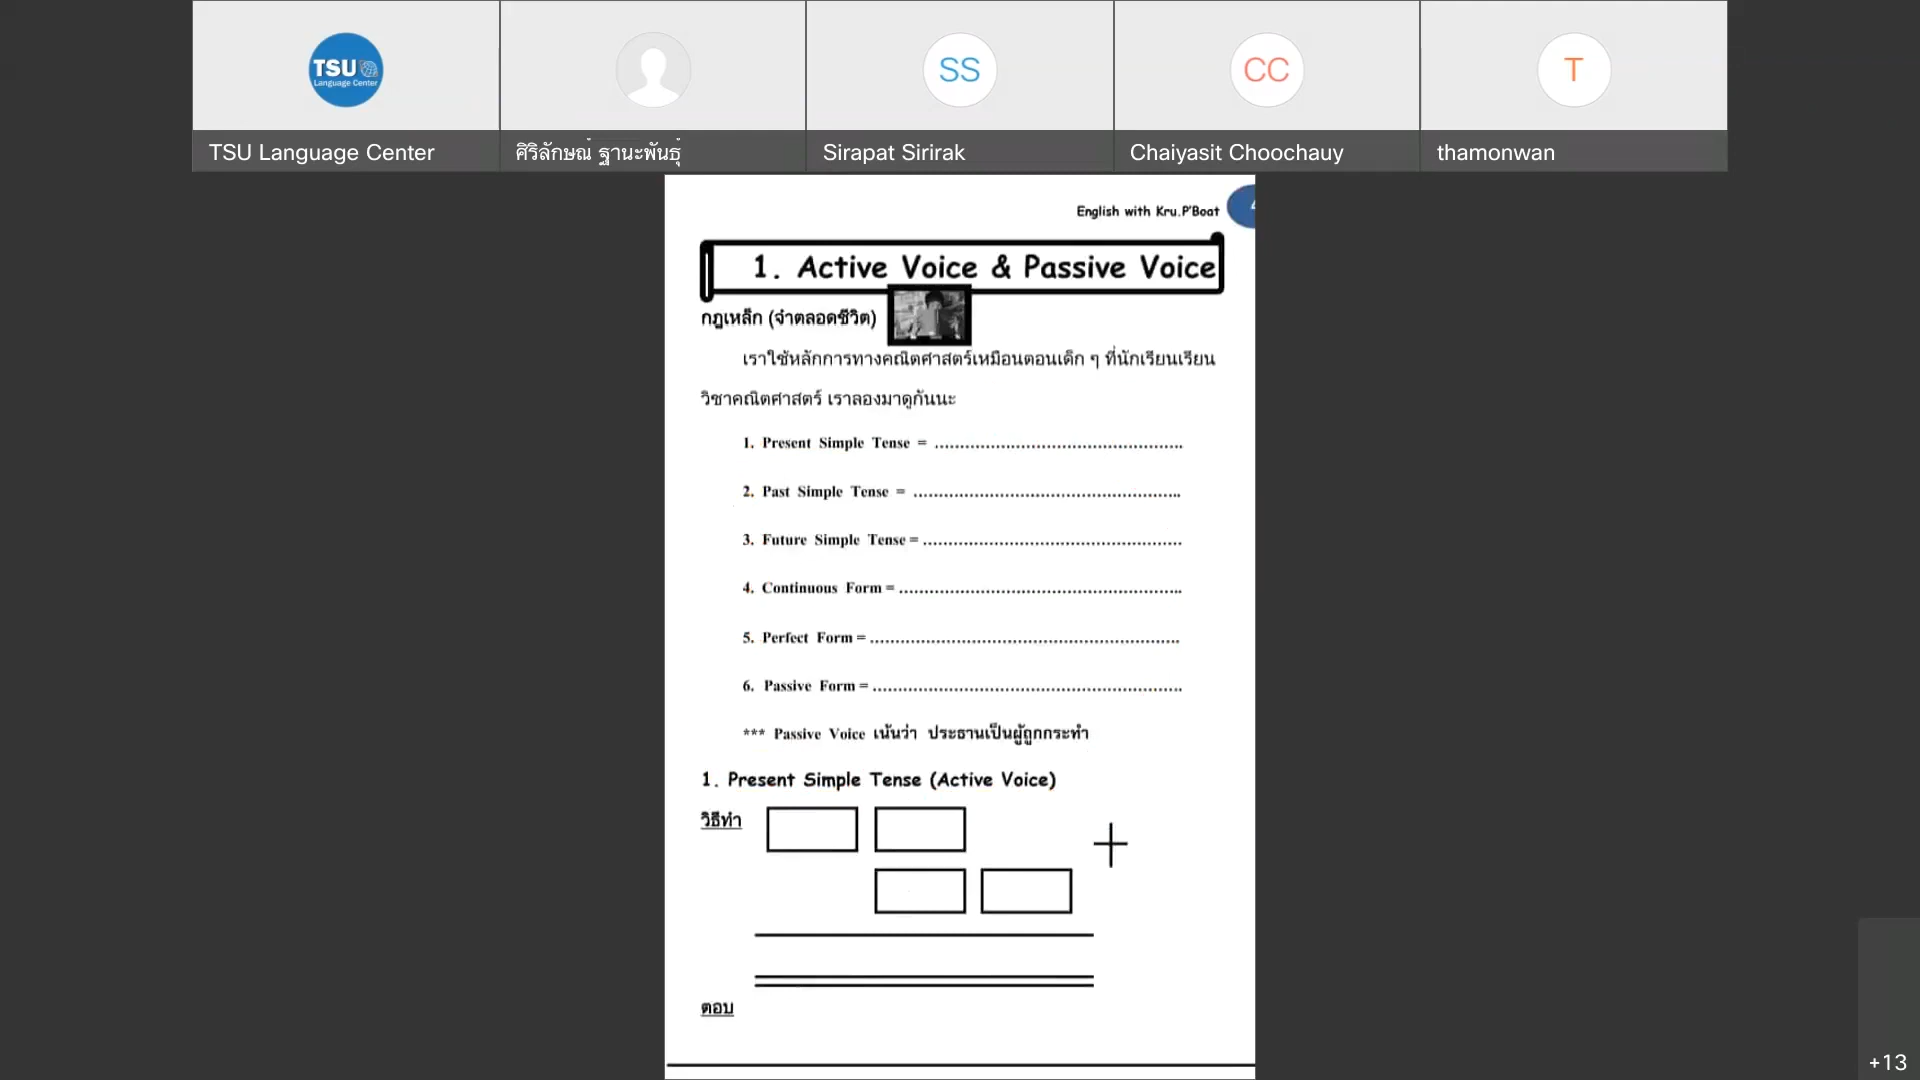 TSU
Language Center
SS
CC
T
TSU Language Center
ศิริลักษณ์ ฐานะพันธุ์
Sirapat Sirirak
Chaiyasit Choochauy
thamonwan
English with Kru.P'Boat
1. Active Voice & Passive Voice
กฎเหล็ก (จำตลอดชีวิต)
เราใช้หลักการทางคณิตศาสตร์เหมือนตอนเด็ก ๆ ที่นักเรียนเรียน
วิชาคณิตศาสตร์ เราลองมาดูกันนะ
1. Present Simple Tense = ........................................................
2. Past Simple Tense = ............................................................
3. Future Simple Tense = ..........................................................
4. Continuous Form = ...............................................................
5. Perfect Form = .....................................................................
6. Passive Form = .....................................................................
*** Passive Voice เน้นว่า ประธานเป็นผู้ถูกกระทำ
1. Present Simple Tense (Active Voice)
วิธีทำ
+
ตอบ
+13